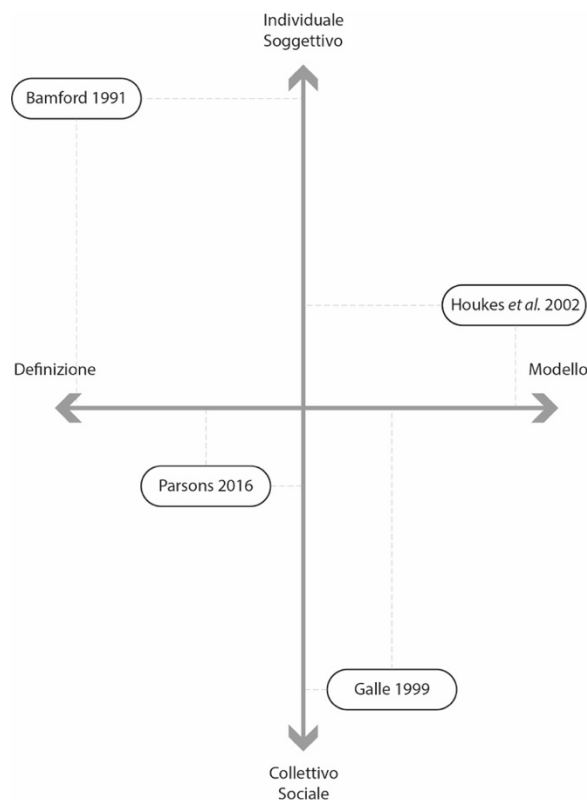 Individuale
Soggettivo
Bamford 1991
Houkes et al. 2002
Definizione
Modello
Parsons 2016
Galle 1999
Collettivo
Sociale